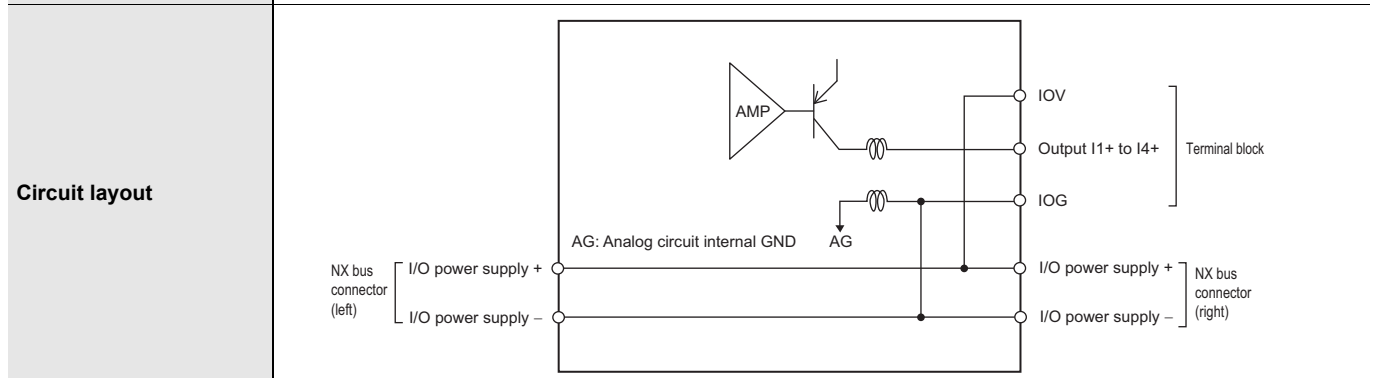 Circuit layout
AMP
IOV
Output I1+ to I4+
Terminal block
IOG
AG: Analog circuit internal GND
AG
NX bus
connector
(left)
I/O power supply +
I/O power supply −
I/O power supply +
I/O power supply −
NX bus
connector
(right)